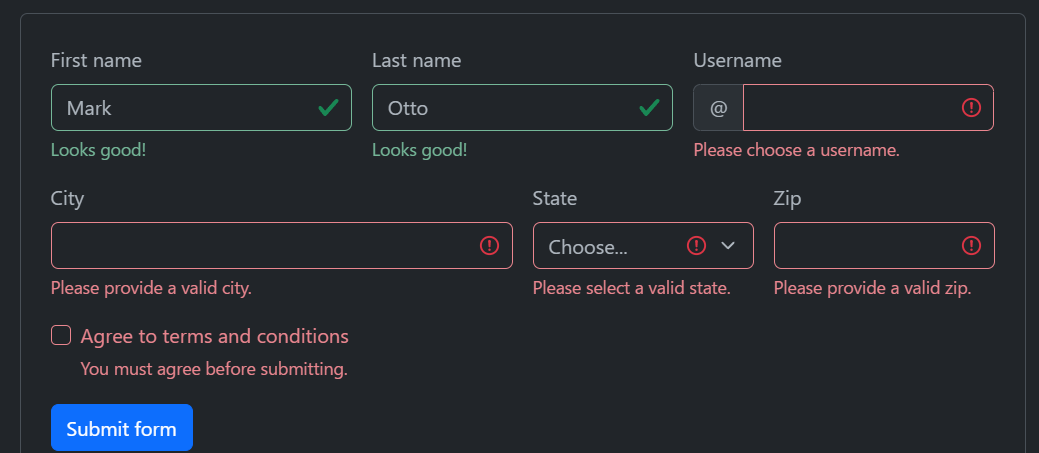 First name Last name Username
Mark Otto @
Looks good! Looks good! Please choose a username.
City State Zip
Choose...
Please provide a valid city. Please select a valid state. Please provide a valid zip.
Agree to terms and conditions
You must agree before submitting.
Submit form